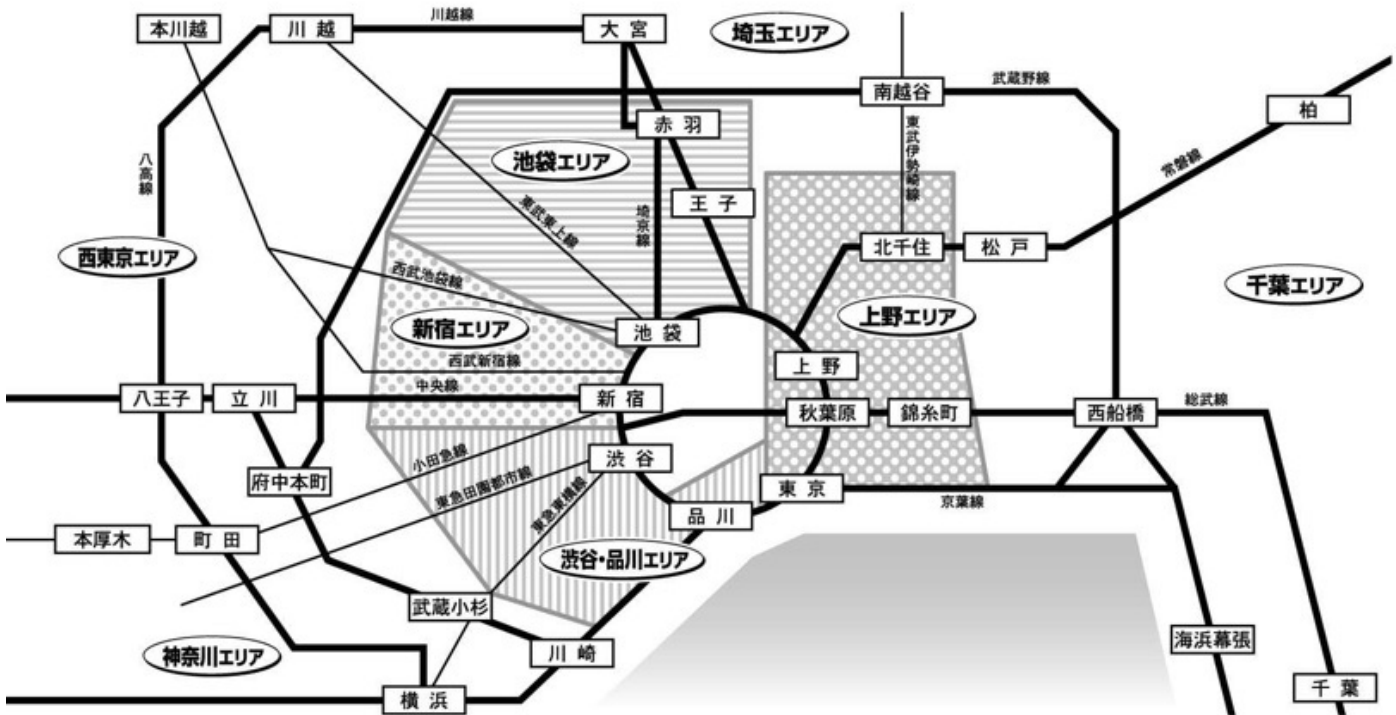 本川越
川越
川越線
大宮
埼玉エリア
南越谷
武蔵野線
柏
赤羽
池袋エリア
東武伊勢崎線
常磐線
八高線
王子
埼京線
東武東上線
北千住
松戸
西東京エリア
西武池袋線
千葉エリア
新宿エリア
池袋
上野エリア
西武新宿線
上野
中央線
八王子
立川
新宿
秋葉原
錦糸町
西船橋
総武線
小田急線
渋谷
府中本町
東急田園都市線
東京
京葉線
東急東横線
品川
本厚木
町田
渋谷・品川エリア
武蔵小杉
神奈川エリア
川崎
海浜幕張
横浜
千葉